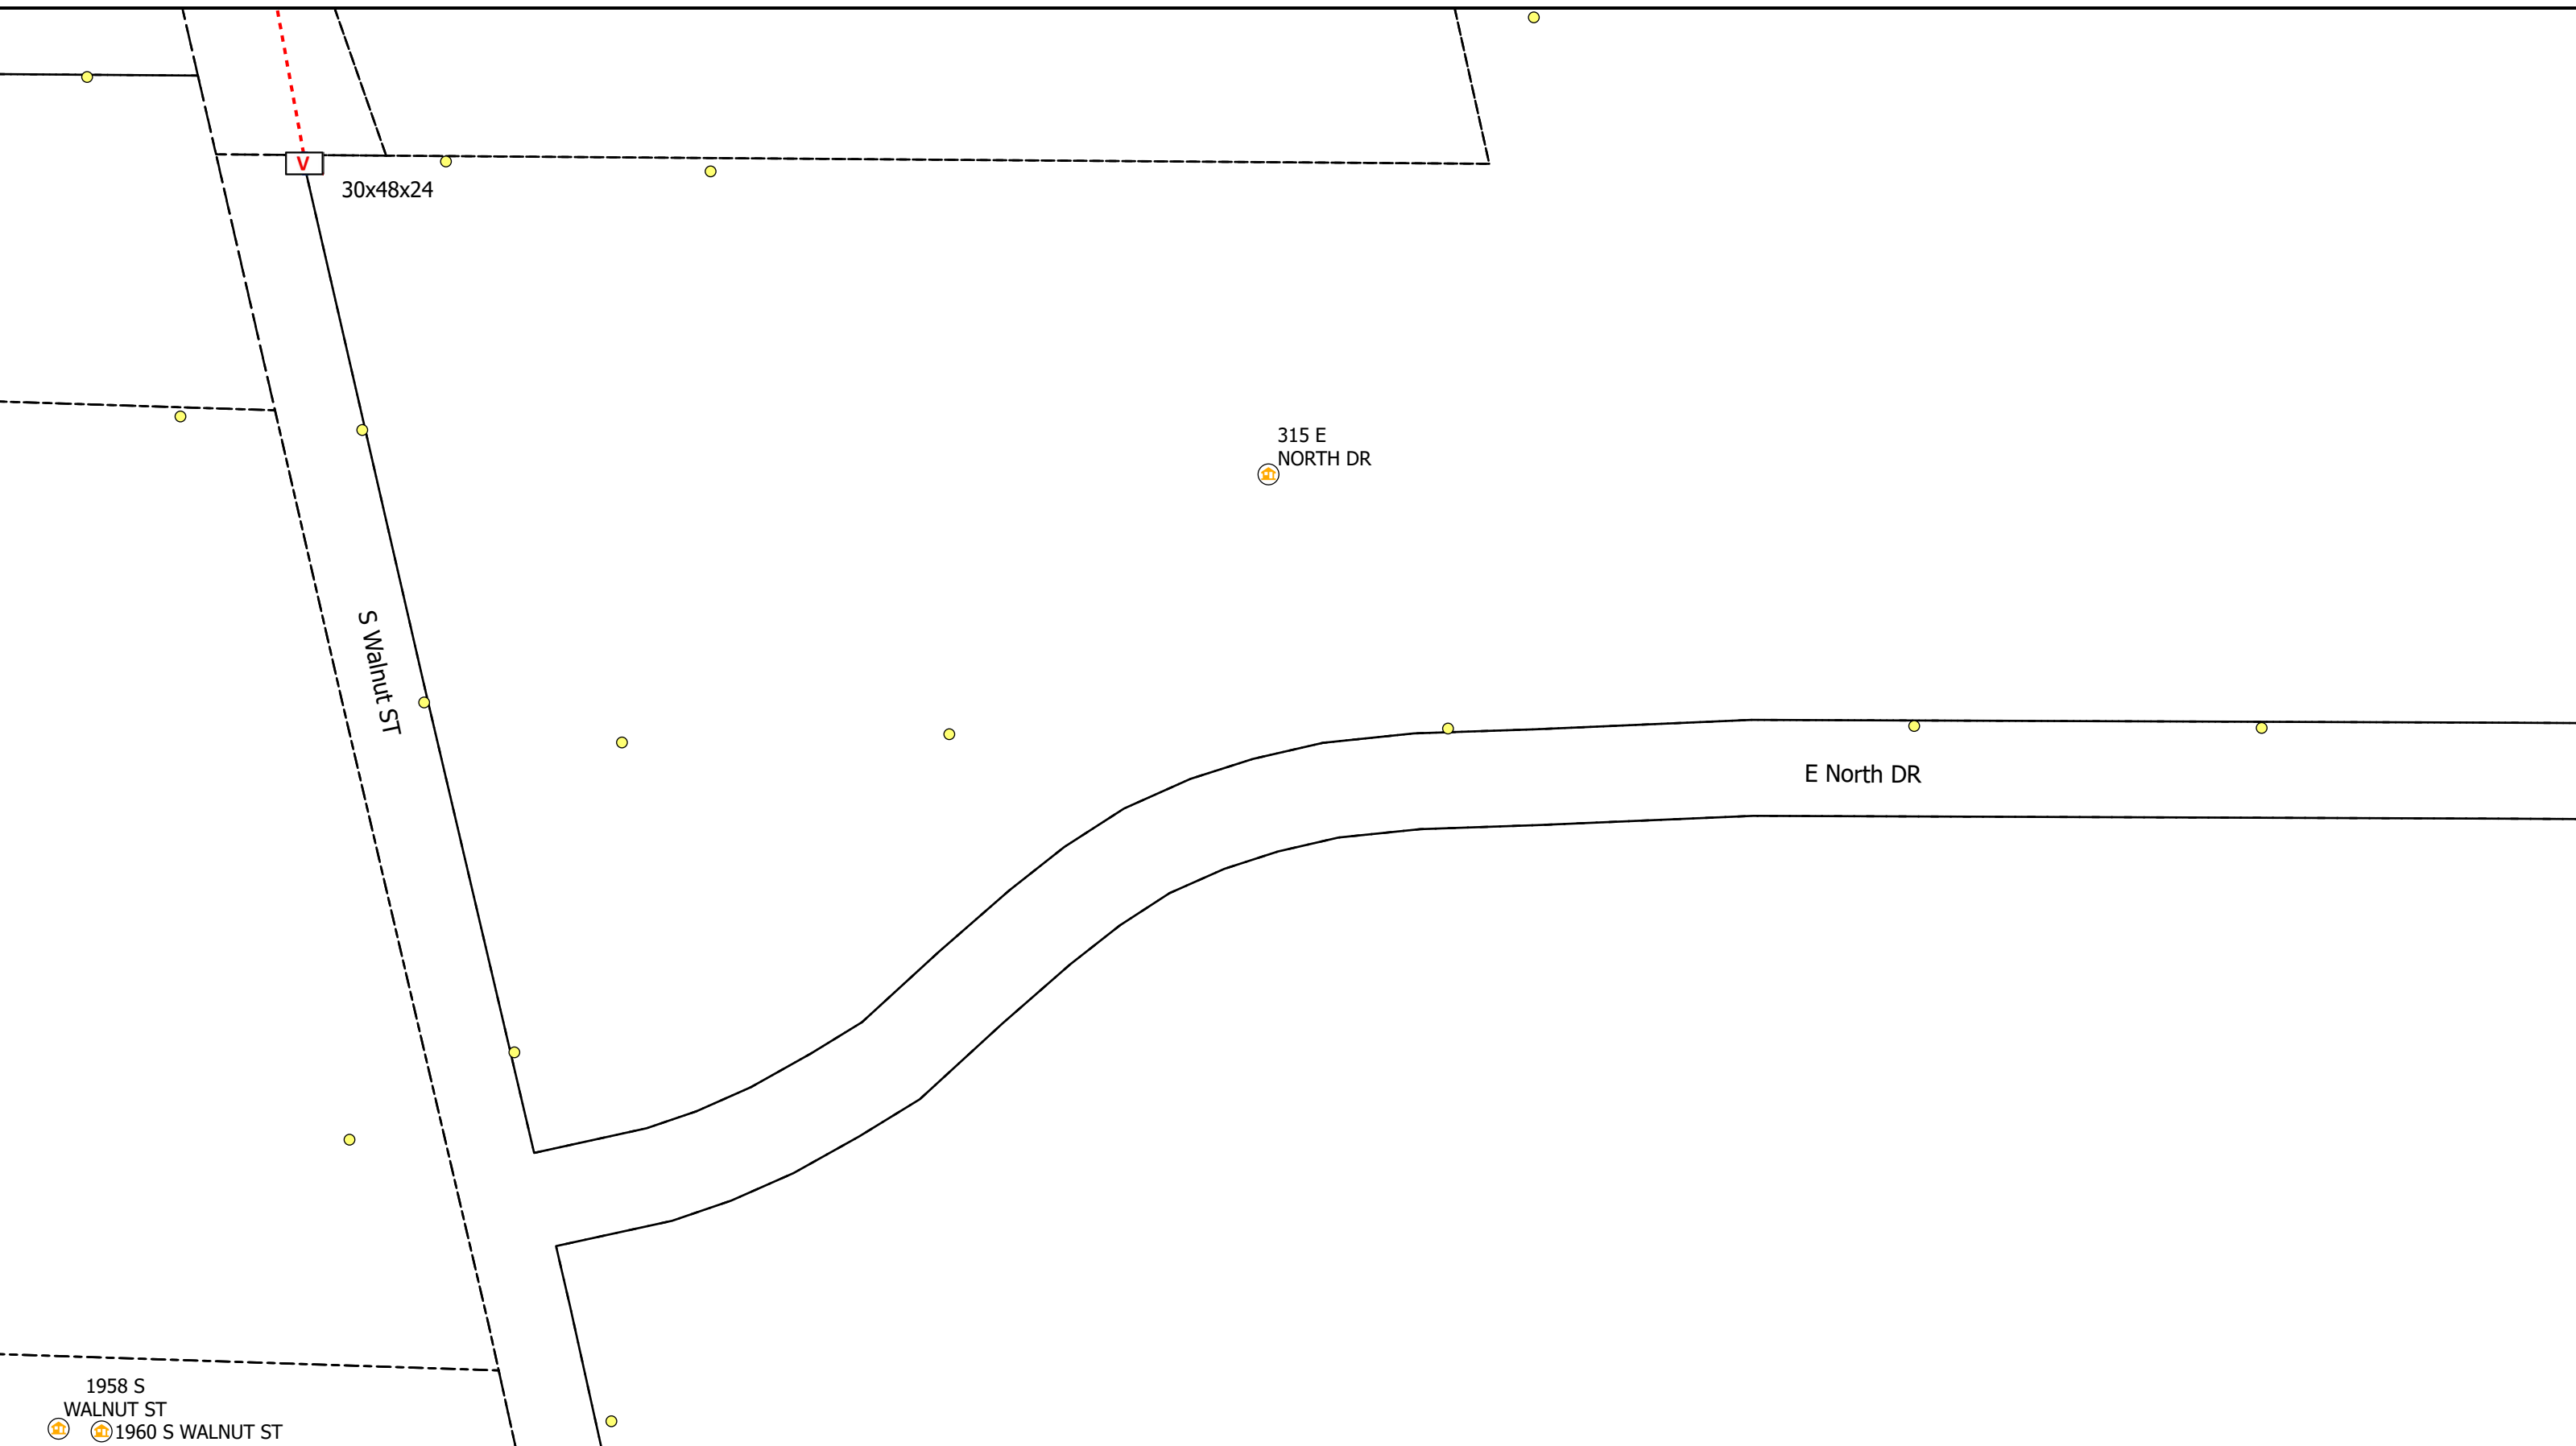 V
30x48x24
315 E
NORTH DR
S Walnut ST
E North DR
1958 S
WALNUT ST
1960 S WALNUT ST